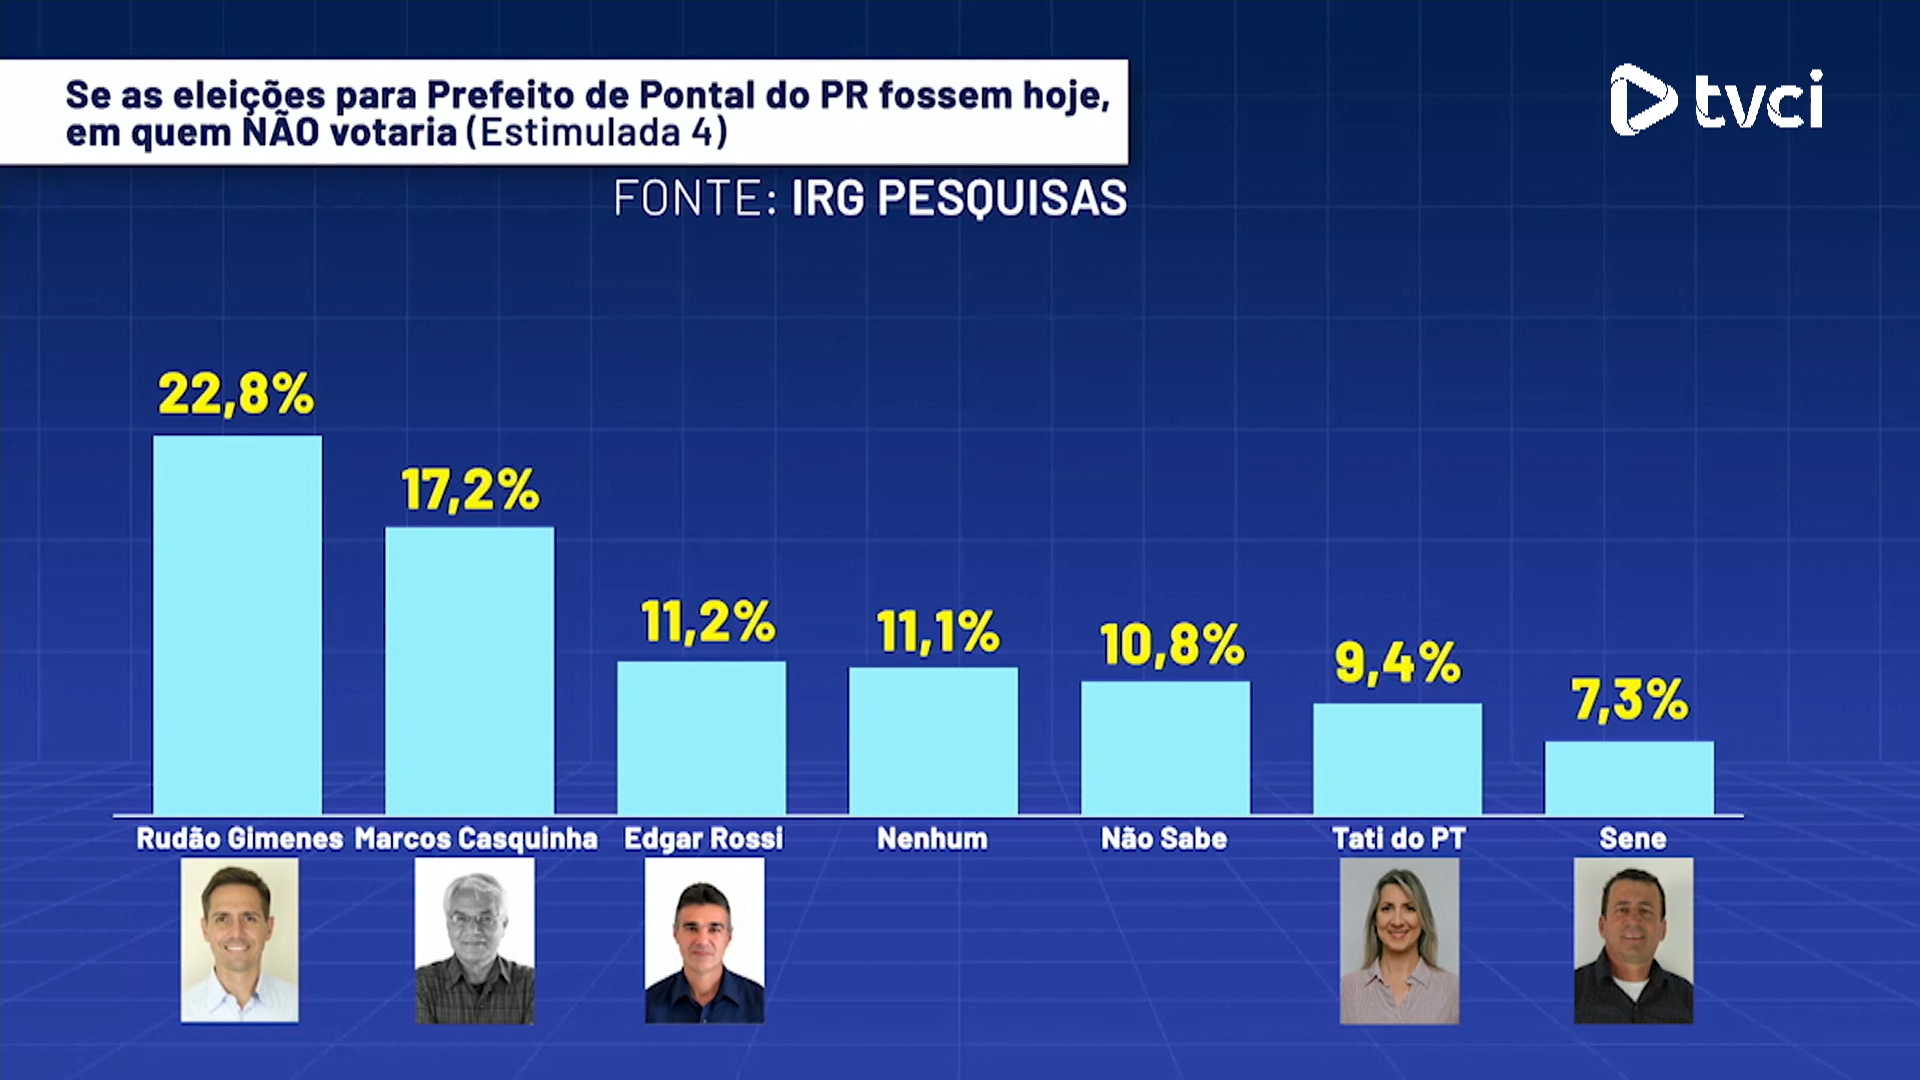 Se as eleições para Prefeito de Pontal do PR fossem hoje,
em quem NÃO votaria (Estimulada 4)
tvci
FONTE: IRG PESQUISAS
22,8%
17,2%
11,2%
11,1%
10,8%
9,4%
7,3%
Rudão Gimenes
Marcos Casquinha
Edgar Rossi
Nenhum
Não Sabe
Tati do PT
Sene